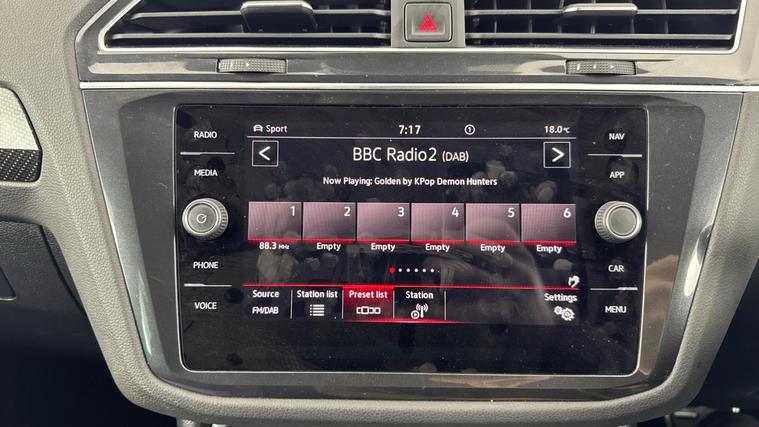 RADIO
MEDIA
PHONE
VOICE
Sport 7:17 1 18.0°C
< BBC Radio2 (DAB) >
Now Playing: Golden by KPop Demon Hunters
1 2 3 4 5 6
88.3 MHz Empty Empty Empty Empty Empty
Source Station list Preset list Station Settings
FM/DAB
NAV
APP
CAR
MENU